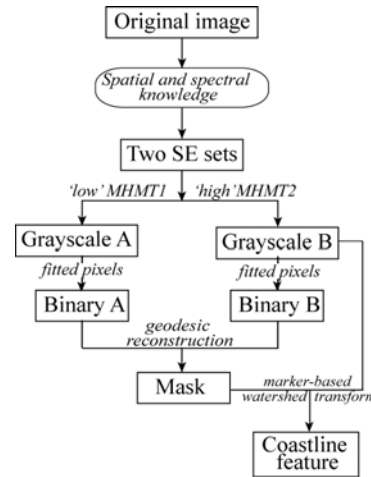 Original image
Spatial and spectral
knowledge
Two SE sets
'low' MHMT1 'high' MHMT2
Grayscale A Grayscale B
fitted pixels fitted pixels
Binary A Binary B
geodesic
reconstruction
Mask
marker-based
watershed transform
Coastline
feature